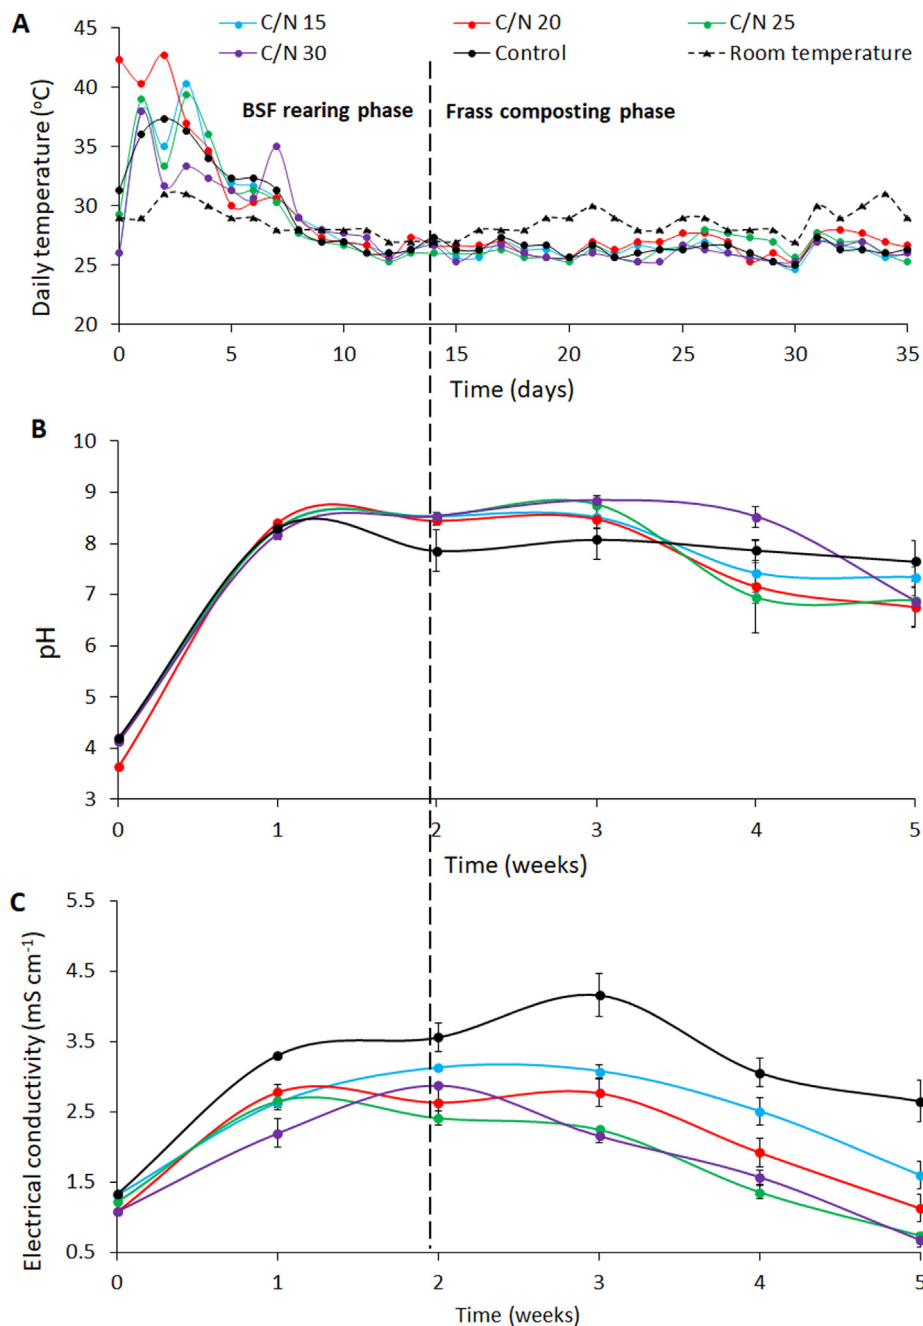 A
C/N 15
C/N 20
C/N 25
C/N 30
Control
Room temperature
Daily temperature (°C)
45
40
35
30
25
20
BSF rearing phase
Frass composting phase
0 5 10 15 20 25 30 35
Time (days)
B
pH
10
9
8
7
6
5
4
3
0 1 2 3 4 5
Time (weeks)
C
Electrical conductivity (mS cm⁻¹)
5.5
4.5
3.5
2.5
1.5
0.5
0 1 2 3 4 5
Time (weeks)